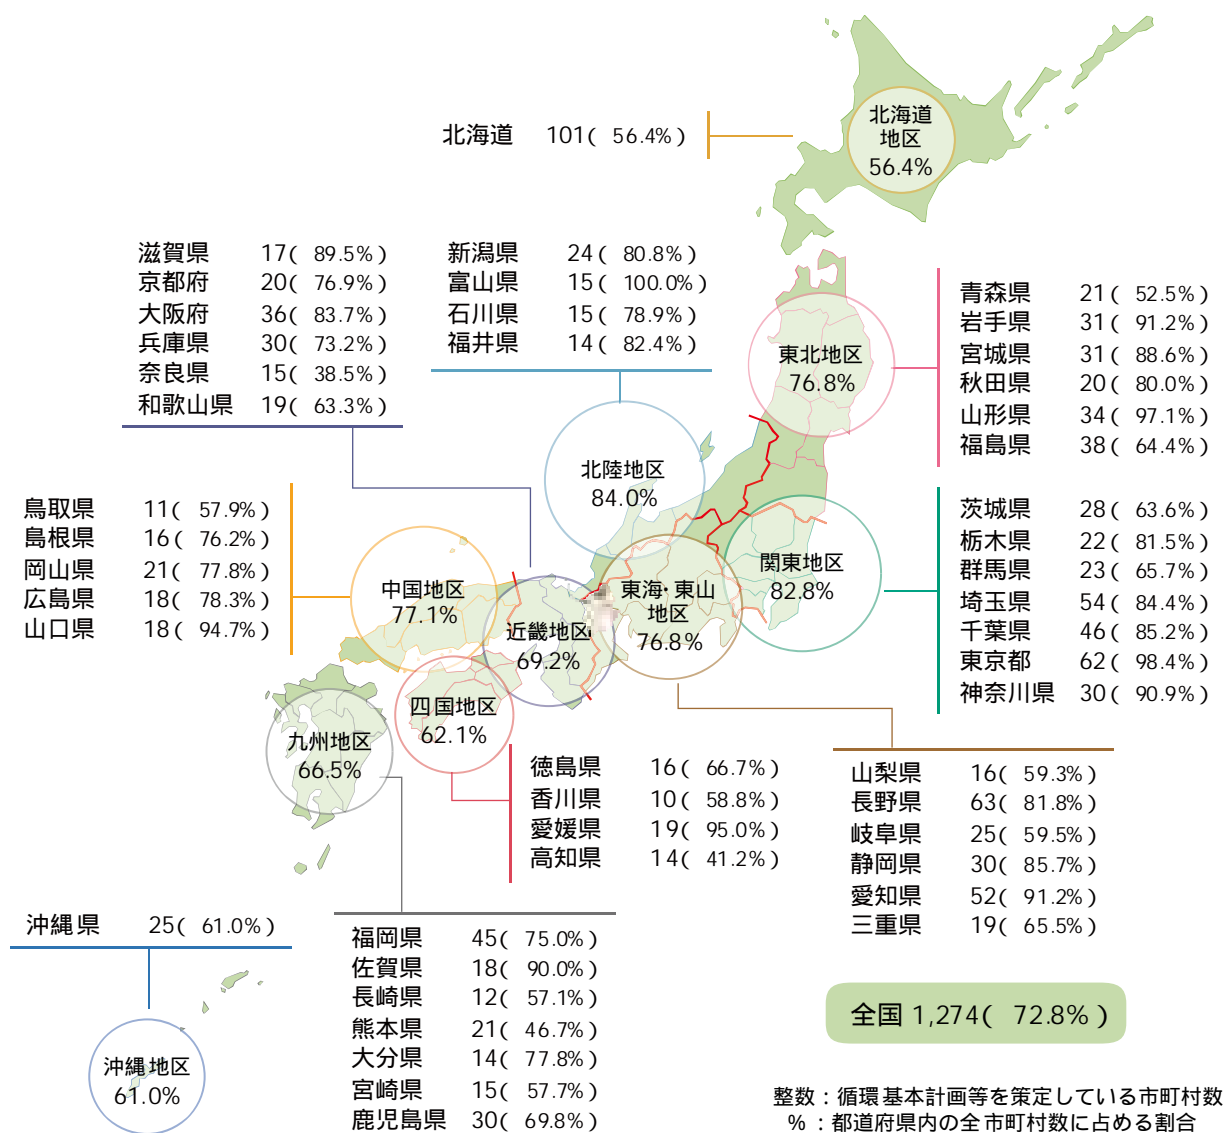 北海道 101( 56.4%)
北海道
地区
56.4%
滋賀県 17( 89.5%)
京都府 20( 76.9%)
大阪府 36( 83.7%)
兵庫県 30( 73.2%)
奈良県 15( 38.5%)
和歌山県 19( 63.3%)
新潟県 24( 80.8%)
富山県 15( 100.0%)
石川県 15( 78.9%)
福井県 14( 82.4%)
東北地区
76.8%
青森県 21( 52.5%)
岩手県 31( 91.2%)
宮城県 31( 88.6%)
秋田県 20( 80.0%)
山形県 34( 97.1%)
福島県 38( 64.4%)
北陸地区
84.0%
鳥取県 11( 57.9%)
島根県 16( 76.2%)
岡山県 21( 77.8%)
広島県 18( 78.3%)
山口県 18( 94.7%)
中国地区
77.1%
近畿地区
69.2%
東海・東山
地区
76.8%
関東地区
82.8%
茨城県 28( 63.6%)
栃木県 22( 81.5%)
群馬県 23( 65.7%)
埼玉県 54( 84.4%)
千葉県 46( 85.2%)
東京都 62( 98.4%)
神奈川県 30( 90.9%)
四国地区
62.1%
九州地区
66.5%
徳島県 16( 66.7%)
香川県 10( 58.8%)
愛媛県 19( 95.0%)
高知県 14( 41.2%)
山梨県 16( 59.3%)
長野県 63( 81.8%)
岐阜県 25( 59.5%)
静岡県 30( 85.7%)
愛知県 52( 91.2%)
三重県 19( 65.5%)
沖縄県 25( 61.0%)
沖縄地区
61.0%
福岡県 45( 75.0%)
佐賀県 18( 90.0%)
長崎県 12( 57.1%)
熊本県 21( 46.7%)
大分県 14( 77.8%)
宮崎県 15( 57.7%)
鹿児島県 30( 69.8%)
全国 1,274( 72.8%)
整数：循環基本計画等を策定している市町村数
%：都道府県内の全市町村数に占める割合